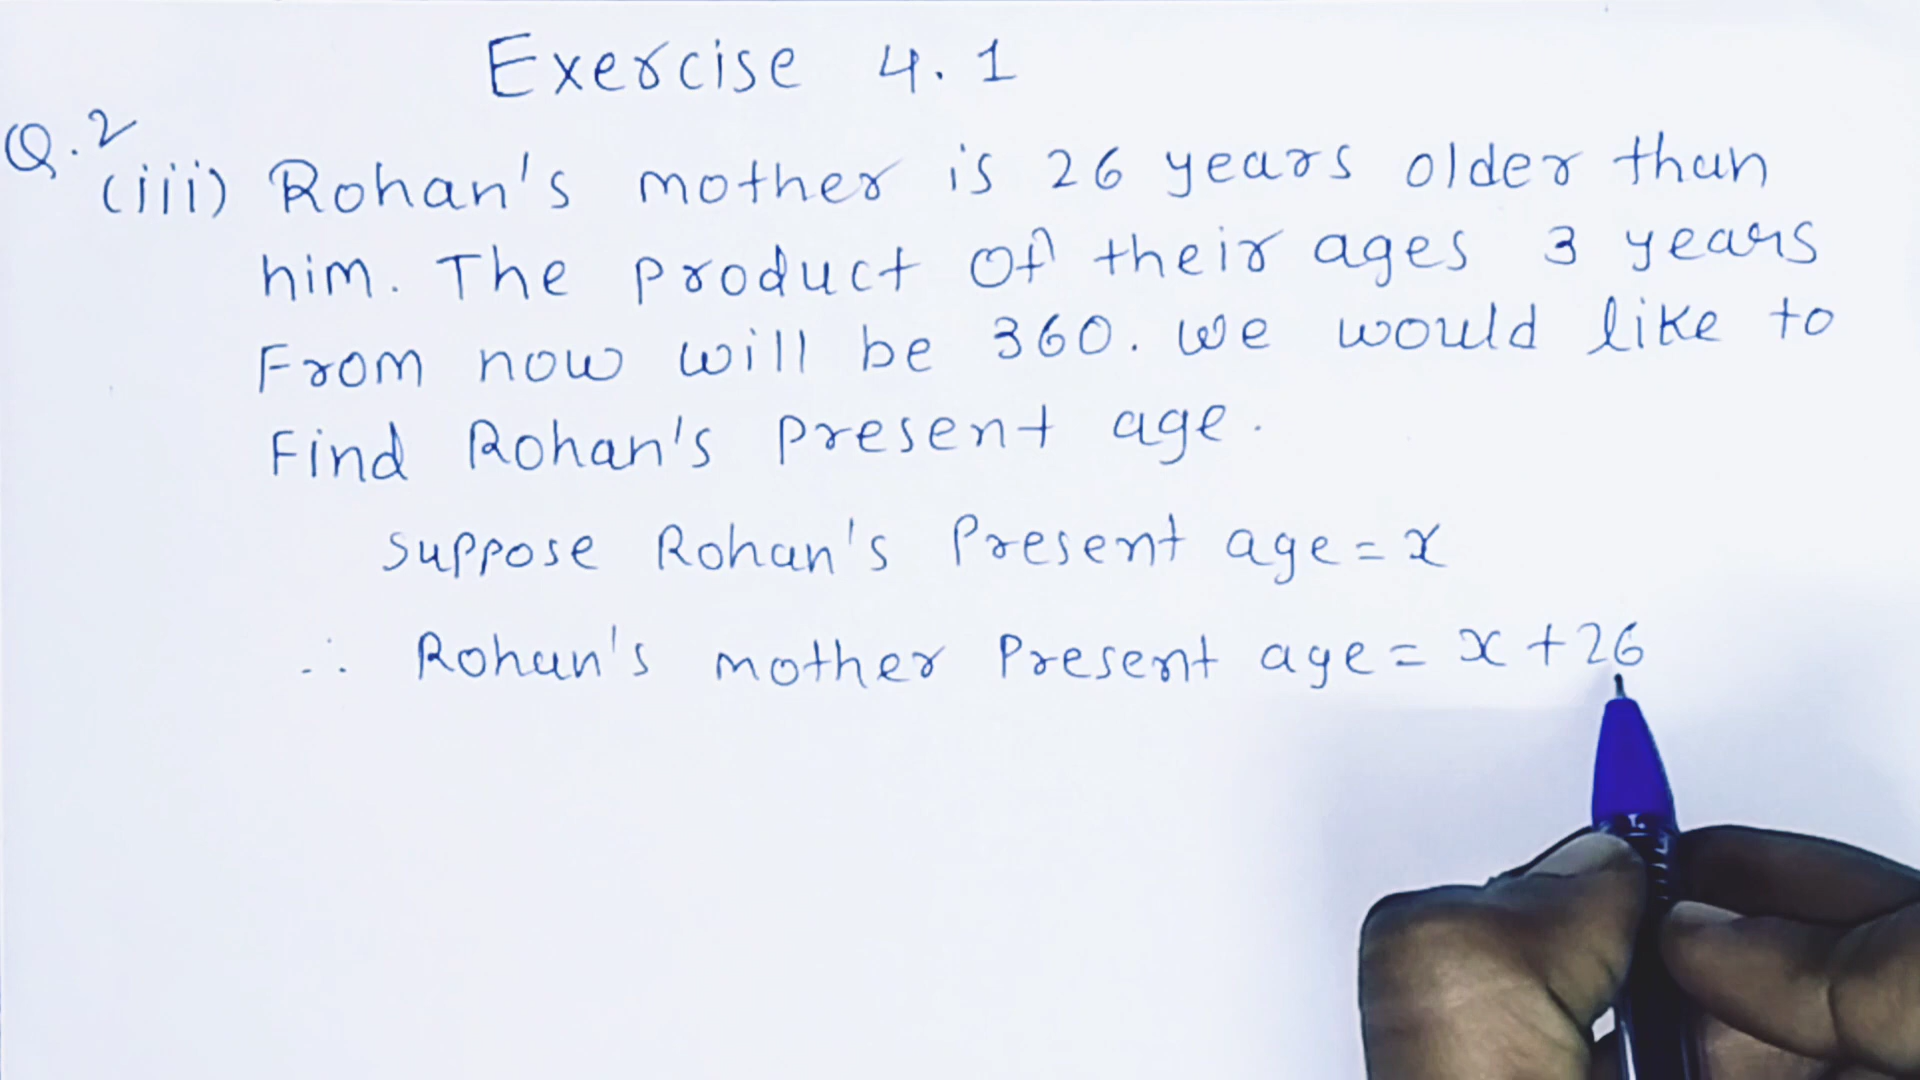 Exercise 4.1
Q.2
(iii) Rohan's mother is 26 years older than
him. The product of their ages 3 years
From now will be 360. we would like to
Find Rohan's present age.
suppose Rohan's Present age = x
∴ Rohan's mother Present age = x + 26